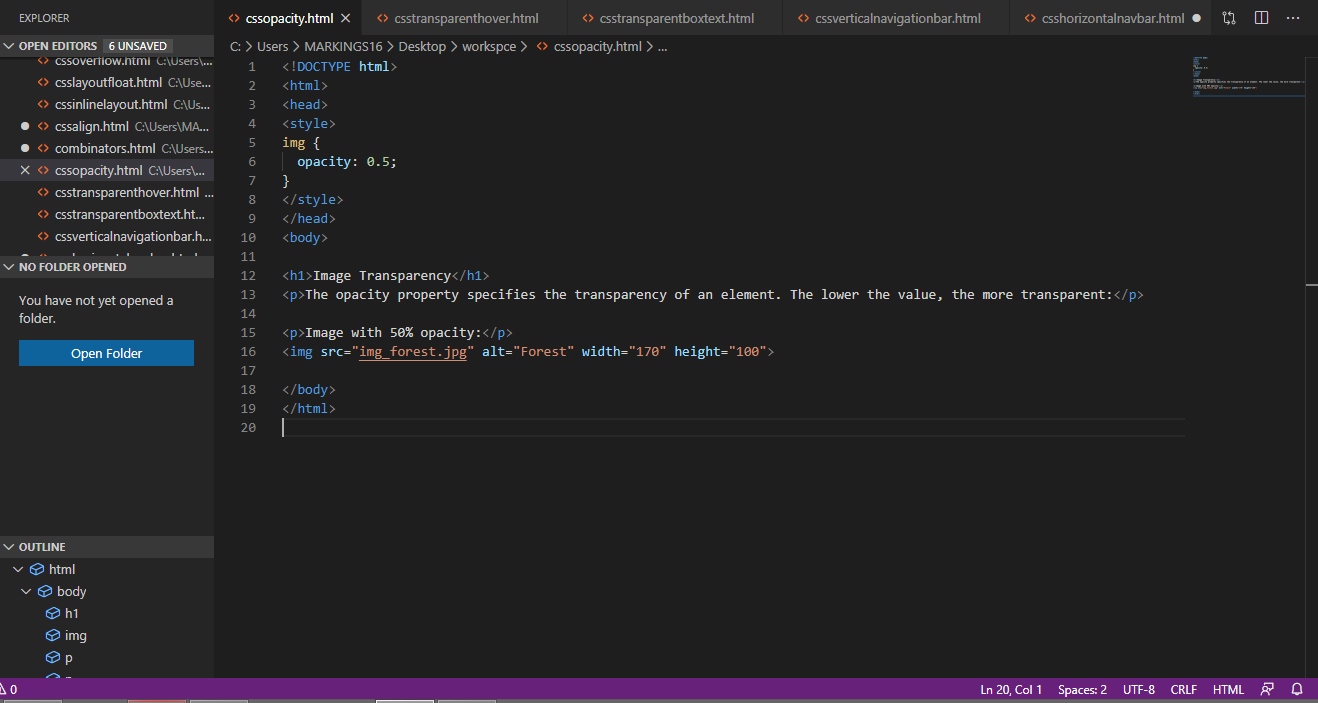 EXPLORER
OPEN EDITORS 6 UNSAVED
cssoverflow.html C:\Users\...
csslayoutfloat.html C:\Use...
cssinlinelayout.html C:\Us...
cssalign.html C:\Users\MA...
combinators.html C:\Users...
cssopacity.html C:\Users\...
csstransparenthover.html ...
csstransparentboxtext.ht...
cssverticalnavigationbar.h...
NO FOLDER OPENED
You have not yet opened a
folder.
Open Folder
OUTLINE
html
body
h1
img
p
0
cssopacity.html csstransparenthover.html csstransparentboxtext.html cssverticalnavigationbar.html csshorizontalnavbar.html
C: > Users > MARKINGS16 > Desktop > workspce > cssopacity.html > ...
1 <!DOCTYPE html>
2 <html>
3 <head>
4 <style>
5 img {
6 opacity: 0.5;
7 }
8 </style>
9 </head>
10 <body>
11
12 <h1>Image Transparency</h1>
13 <p>The opacity property specifies the transparency of an element. The lower the value, the more transparent:</p>
14
15 <p>Image with 50% opacity:</p>
16 <img src="img_forest.jpg" alt="Forest" width="170" height="100">
17
18 </body>
19 </html>
20
Ln 20, Col 1 Spaces: 2 UTF-8 CRLF HTML